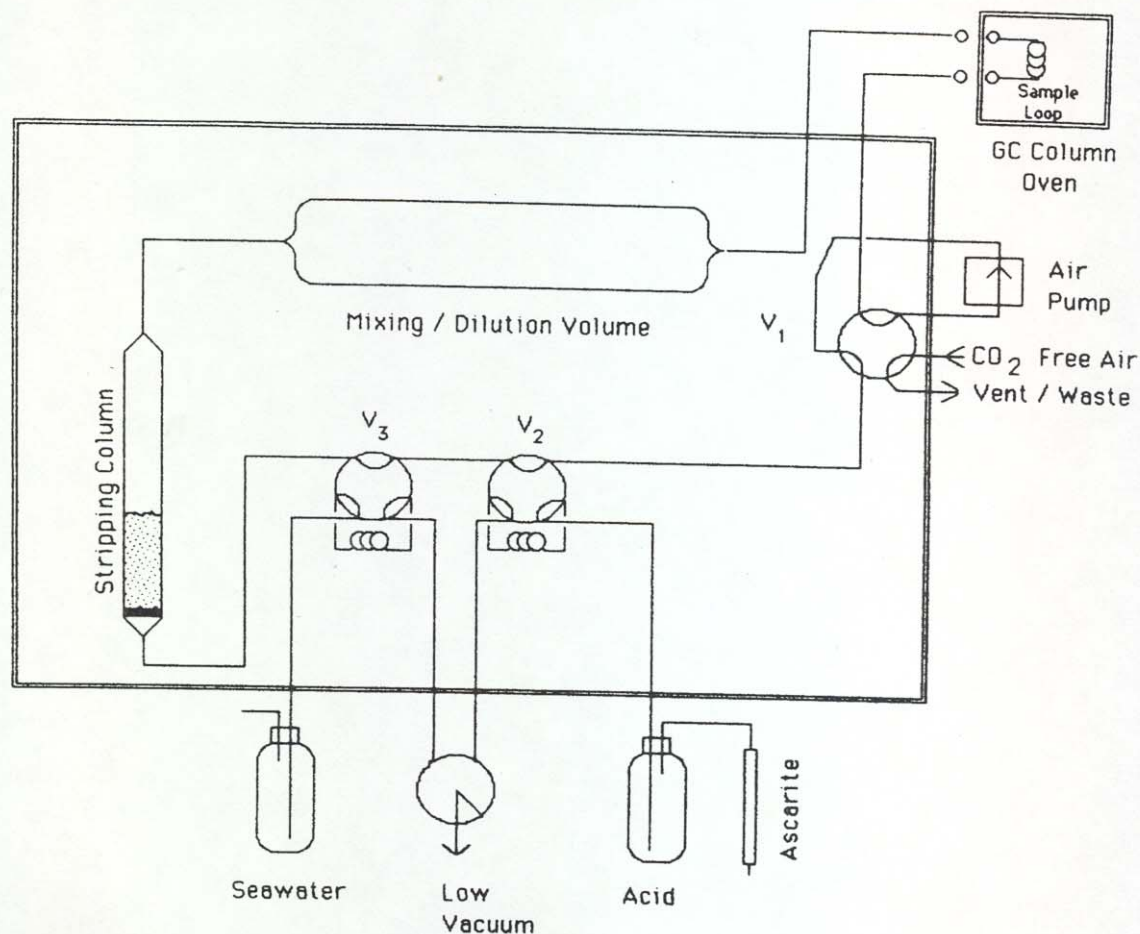 Sample
Loop
GC Column
Oven
Air
Pump
Mixing / Dilution Volume
V1
CO2 Free Air
Vent / Waste
V3
V2
Stripping Column
Seawater
Low
Vacuum
Acid
Ascarite